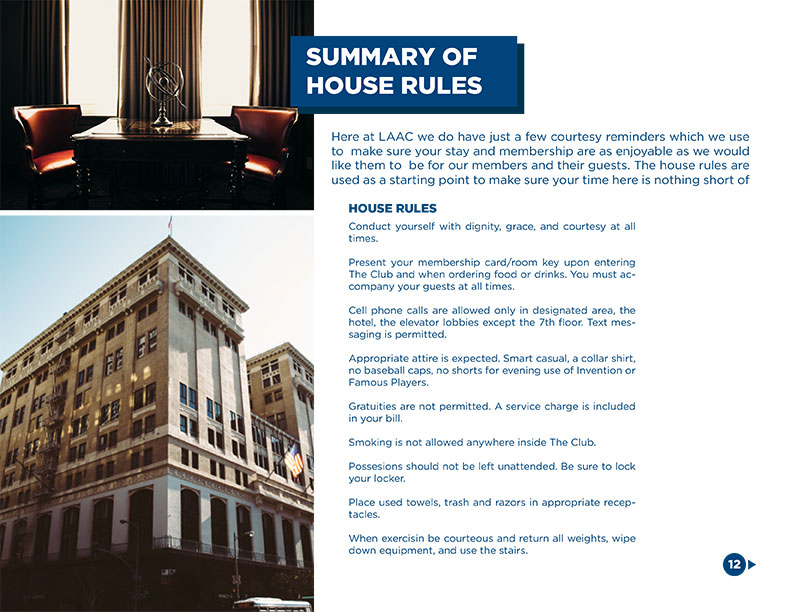 SUMMARY OF
HOUSE RULES
Here at LAAC we do have just a few courtesy reminders which we use
to make sure your stay and membership are as enjoyable as we would
like them to be for our members and their guests. The house rules are
used as a starting point to make sure your time here is nothing short of
HOUSE RULES
Conduct yourself with dignity, grace, and courtesy at all
times.
Present your membership card/room key upon entering
The Club and when ordering food or drinks. You must ac-
company your guests at all times.
Cell phone calls are allowed only in designated area, the
hotel, the elevator lobbies except the 7th floor. Text mes-
saging is permitted.
Appropriate attire is expected. Smart casual, a collar shirt,
no baseball caps, no shorts for evening use of Invention or
Famous Players.
Gratuities are not permitted. A service charge is included
in your bill.
Smoking is not allowed anywhere inside The Club.
Possesions should not be left unattended. Be sure to lock
your locker.
Place used towels, trash and razors in appropriate recep-
tacles.
When exercisin be courteous and return all weights, wipe
down equipment, and use the stairs.
12